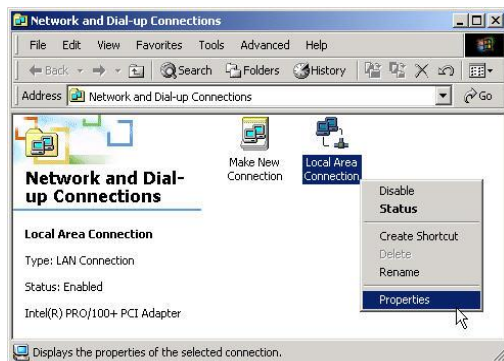 Network and Dial-up Connections
File Edit View Favorites Tools Advanced Help
Back Search Folders History
Address Network and Dial-up Connections Go
Make New Connection
Local Area Connection
Network and Dial-
up Connections
Local Area Connection
Type: LAN Connection
Status: Enabled
Intel(R) PRO/100+ PCI Adapter
Disable
Status
Create Shortcut
Delete
Rename
Properties
Displays the properties of the selected connection.